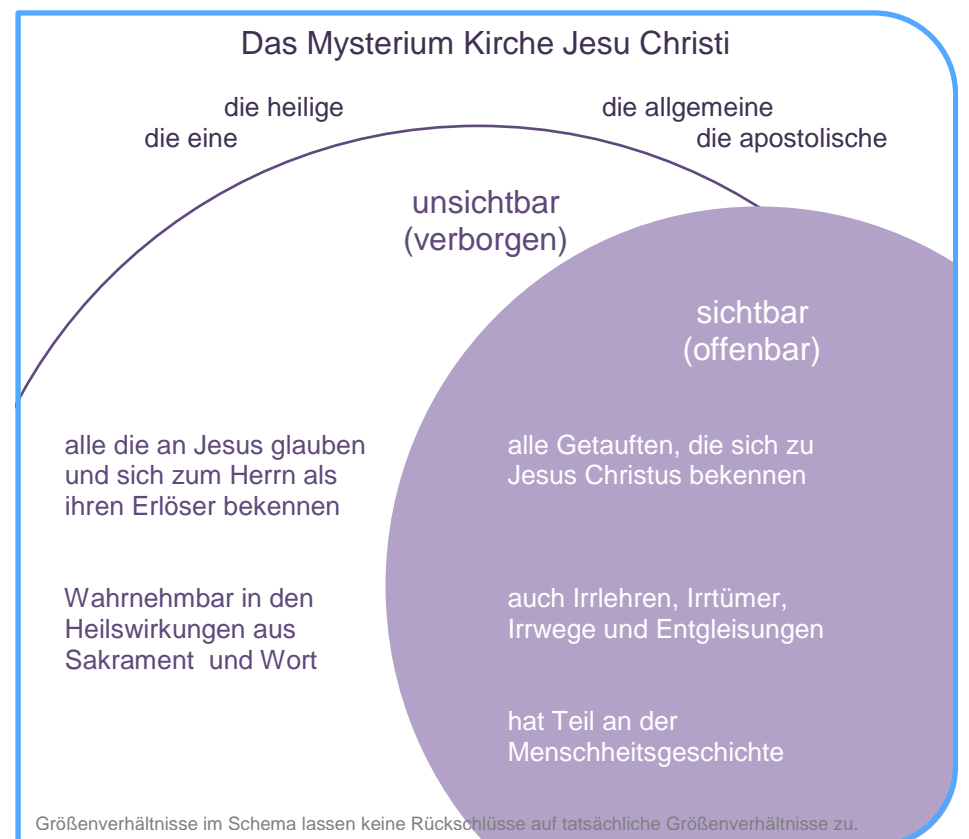 Das Mysterium Kirche Jesu Christi
die heilige
die eine
die allgemeine
die apostolische
unsichtbar
(verborgen)
sichtbar
(offenbar)
alle die an Jesus glauben
und sich zum Herrn als
ihren Erlöser bekennen
Wahrnehmbar in den
Heilswirkungen aus
Sakrament  und Wort
alle Getauften, die sich zu
Jesus Christus bekennen
auch Irrlehren, Irrtümer,
Irrwege und Entgleisungen
hat Teil an der
Menschheitsgeschichte
Größenverhältnisse im Schema lassen keine Rückschlüsse auf tatsächliche Größenverhältnisse zu.